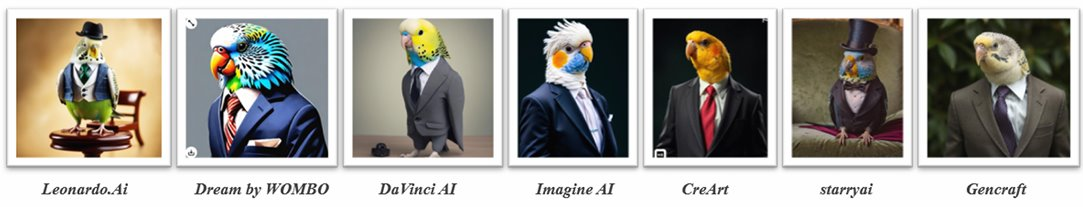 Leonardo.Ai
Dream by WOMBO
DaVinci AI
Imagine AI
CreArt
starryai
Gencraft